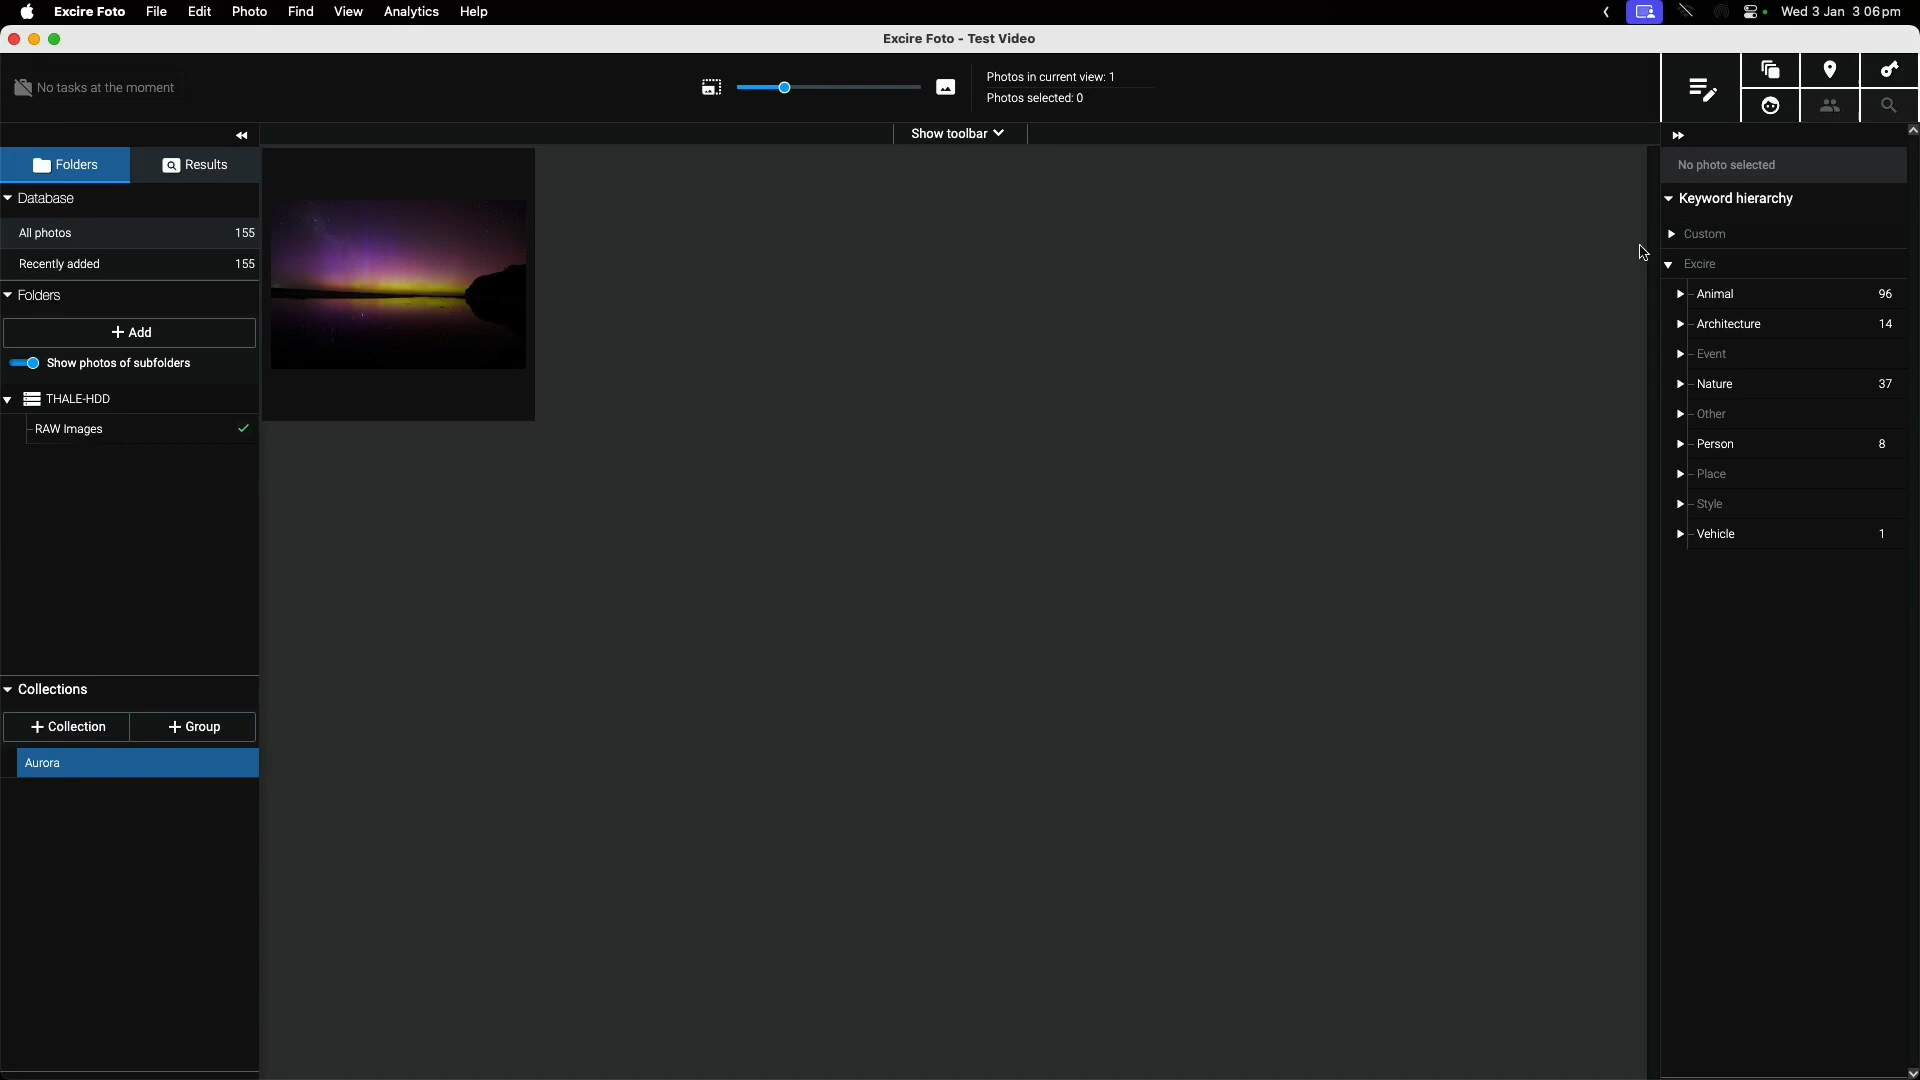 Excire Foto File Edit Photo Find View Analytics Help Wed 3 Jan 3 06pm
Excire Foto - Test Video
No tasks at the moment
Photos in current view: 1
Photos selected: 0
Show toolbar
Folders Results
No photo selected
Database
Keyword hierarchy
All photos 155
Custom
Recently added 155
Excire
Folders
Animal 96
+ Add
Architecture 14
Show photos of subfolders
Event
Nature 37
THALE-HDD
Other
RAW Images
Person 8
Place
Style
Vehicle 1
Collections
+ Collection + Group
Aurora